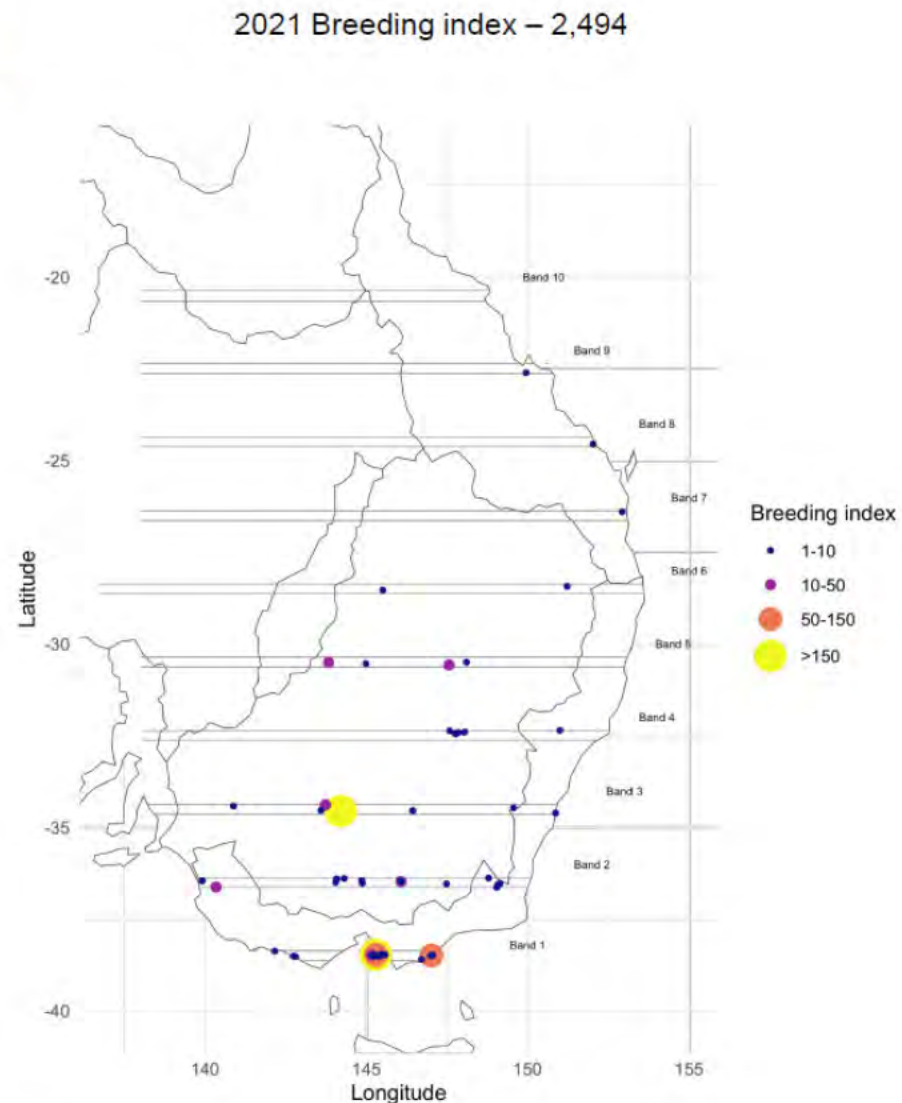 2021 Breeding index – 2,494
Band 10
-20
Band 9
Band 8
-25
Band 7
Breeding index
1-10
Band 6
10-50
Latitude
50-150
-30
Band 5
>150
Band 4
Band 3
-35
Band 2
Band 1
-40
140
145
150
155
Longitude